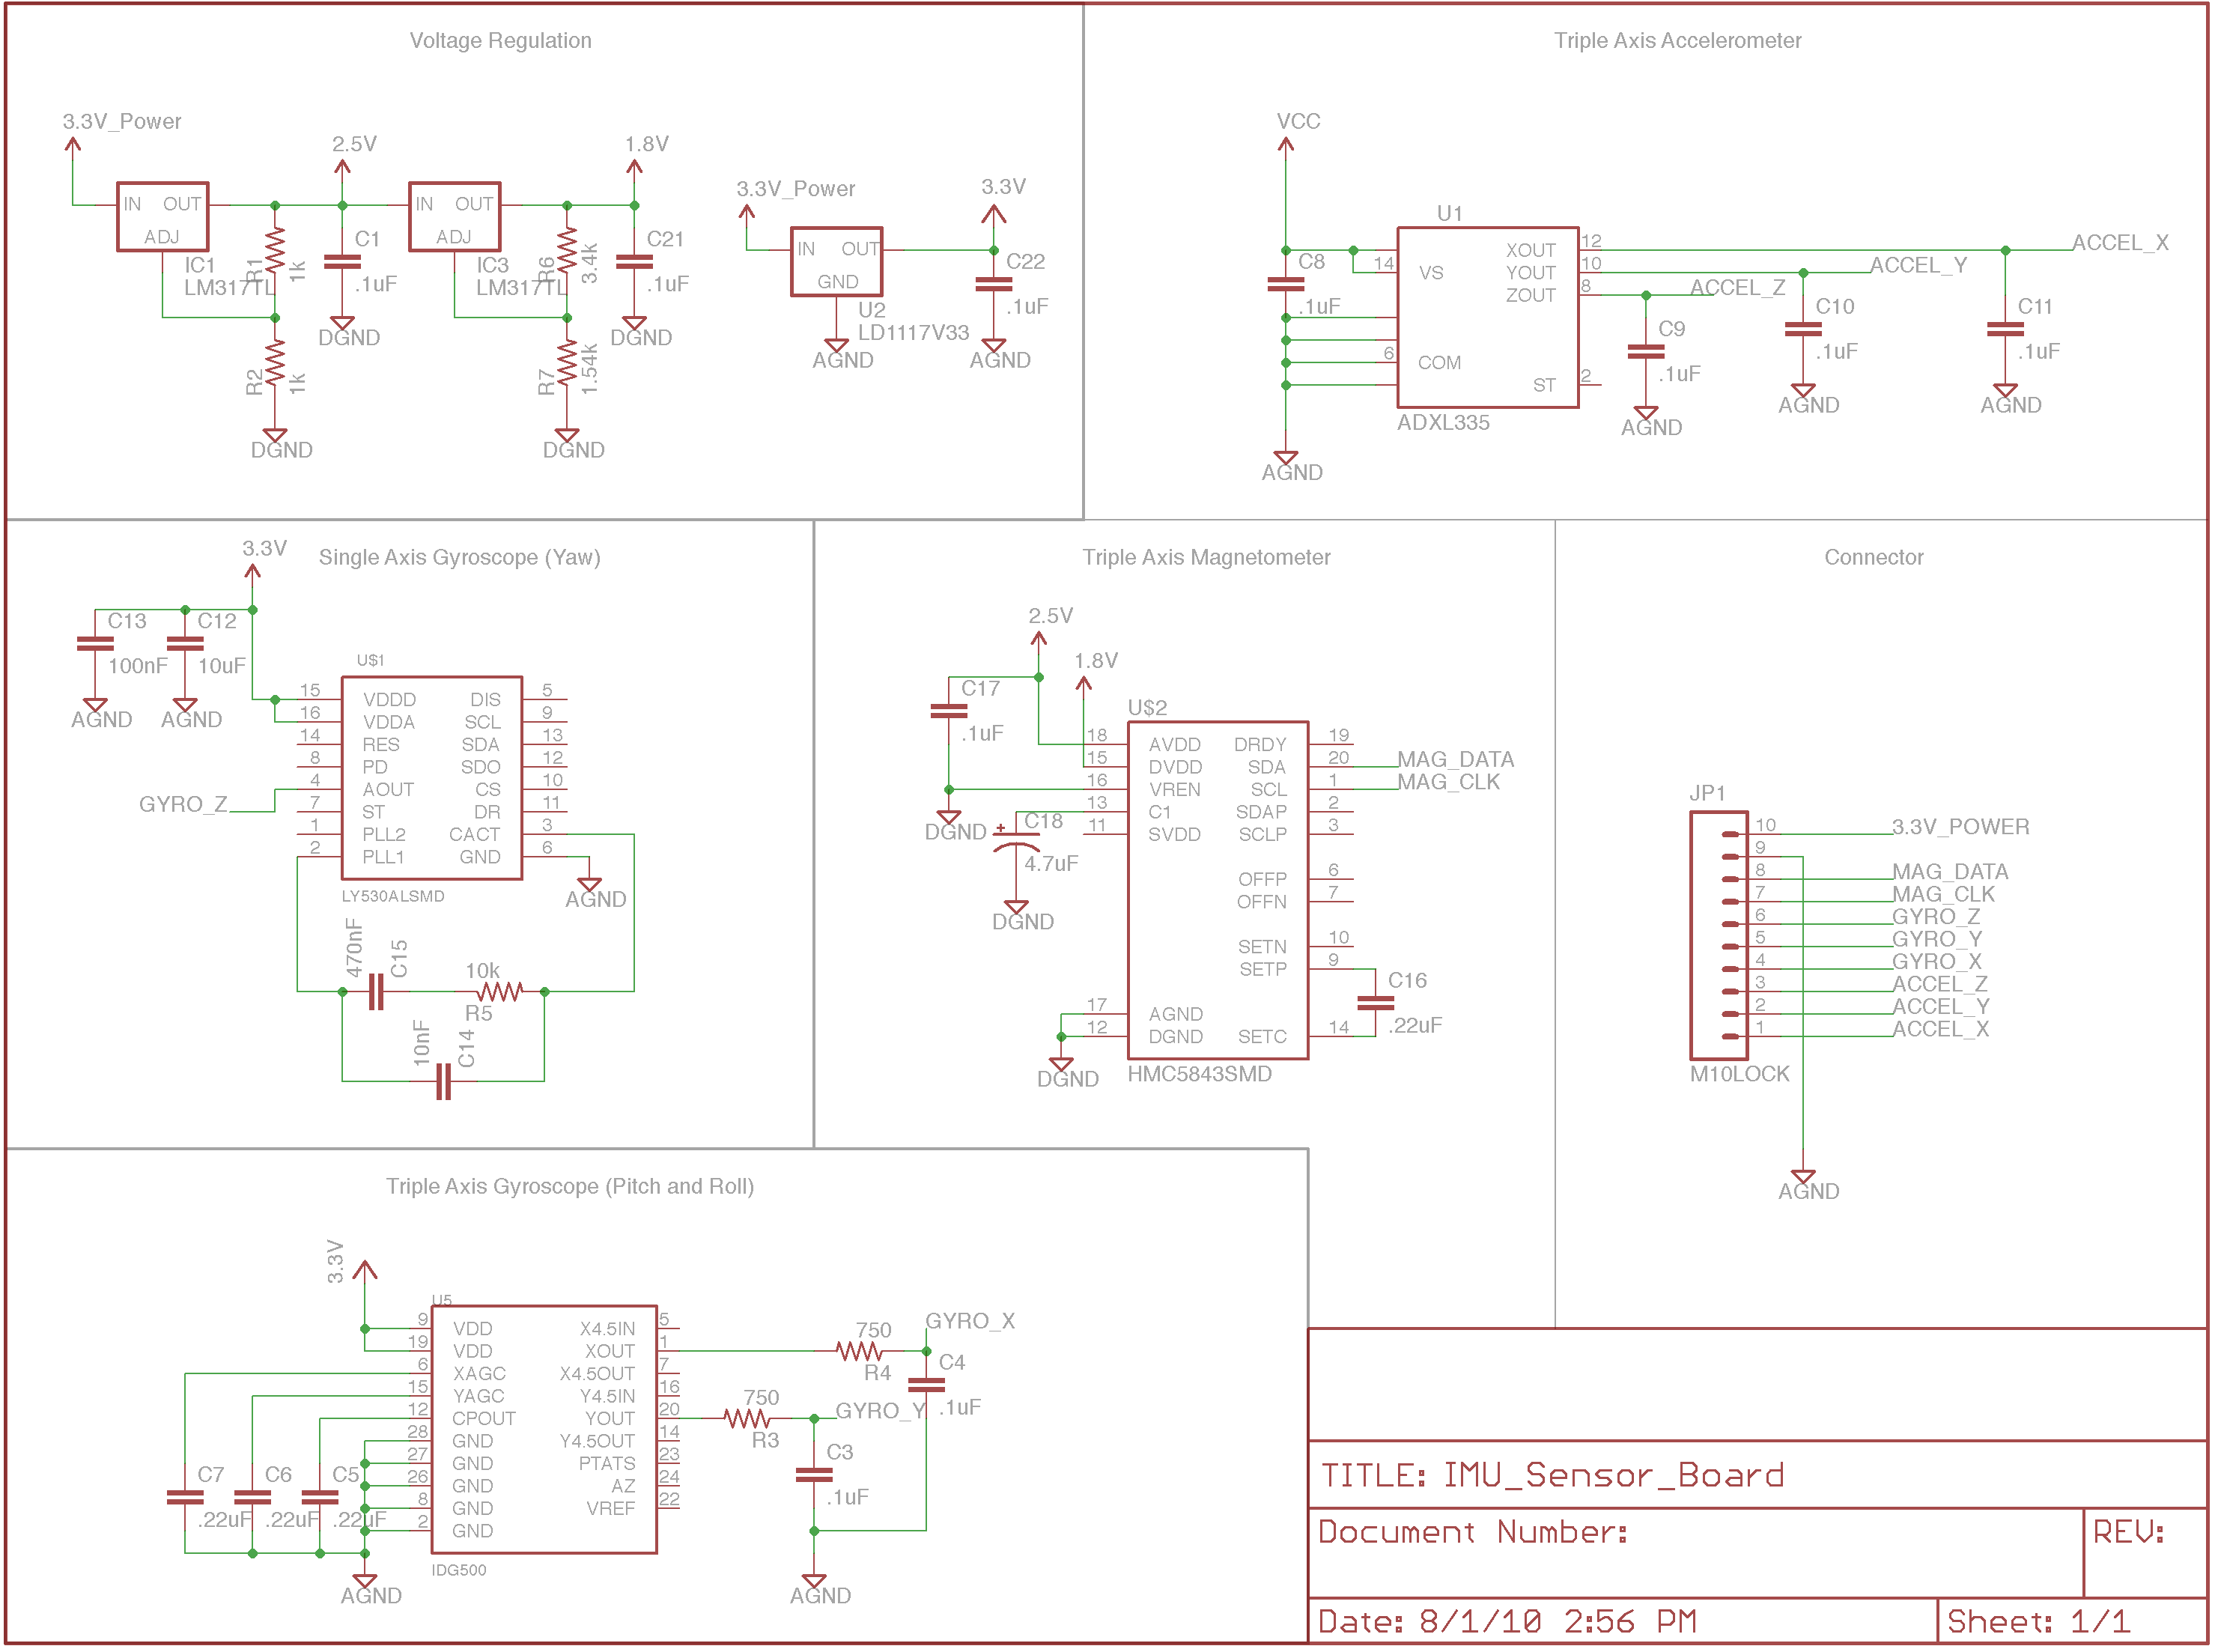 Voltage Regulation
3.3V_Power
2.5V
1.8V
IN OUT
ADJ
IC1
LM317TL
R1
1k
R2
1k
C1
.1uF
DGND
DGND
IN OUT
ADJ
IC3
LM317TL
R6
3.4k
R7
1.54k
C21
.1uF
DGND
DGND
3.3V_Power
3.3V
IN OUT
GND
U2
LD1117V33
AGND
C22
.1uF
AGND
Triple Axis Accelerometer
VCC
C8
.1uF
AGND
U1
14 VS
6 COM
XOUT 12 ACCEL_X
YOUT 10 ACCEL_Y
ZOUT 8 ACCEL_Z
ST 2
ADXL335
C9
.1uF
AGND
C10
.1uF
AGND
C11
.1uF
AGND
Single Axis Gyroscope (Yaw)
3.3V
C13
100nF
AGND
C12
10uF
AGND
U$1
15 VDDD DIS 5
16 VDDA SCL 9
14 RES SDA 13
8 PD SDO 12
4 AOUT CS 10
7 ST DR 11
1 PLL2 CACT 3
2 PLL1 GND 6
GYRO_Z
LY530ALSMD
AGND
470nF
C15
10k
R5
10nF
C14
Triple Axis Magnetometer
2.5V
1.8V
C17
.1uF
DGND
C18
+
4.7uF
DGND
U$2
18 AVDD DRDY 19
15 DVDD SDA 20 MAG_DATA
16 VREN SCL 1 MAG_CLK
13 C1 SDAP 2
11 SVDD SCLP 3
OFFP 6
OFFN 7
SETN 10
SETP 9
17 AGND
12 DGND SETC 14
DGND
HMC5843SMD
C16
.22uF
Connector
JP1
10 3.3V_POWER
9
8 MAG_DATA
7 MAG_CLK
6 GYRO_Z
5 GYRO_Y
4 GYRO_X
3 ACCEL_Z
2 ACCEL_Y
1 ACCEL_X
M10LOCK
AGND
Triple Axis Gyroscope (Pitch and Roll)
3.3V
U5
9 VDD X4.5IN 5
19 VDD XOUT 1
6 XAGC X4.5OUT 7
15 YAGC Y4.5IN 16
12 CPOUT YOUT 20
28 GND Y4.5OUT 14
27 GND PTATS 23
26 GND AZ 24
8 GND VREF 22
2 GND
IDG500
C7
.22uF
C6
.22uF
C5
.22uF
AGND
750
R4
GYRO_X
C4
.1uF
750
R3
GYRO_Y
C3
.1uF
AGND
TITLE: IMU_Sensor_Board
Document Number:
REV:
Date: 8/1/10 2:56 PM
Sheet: 1/1